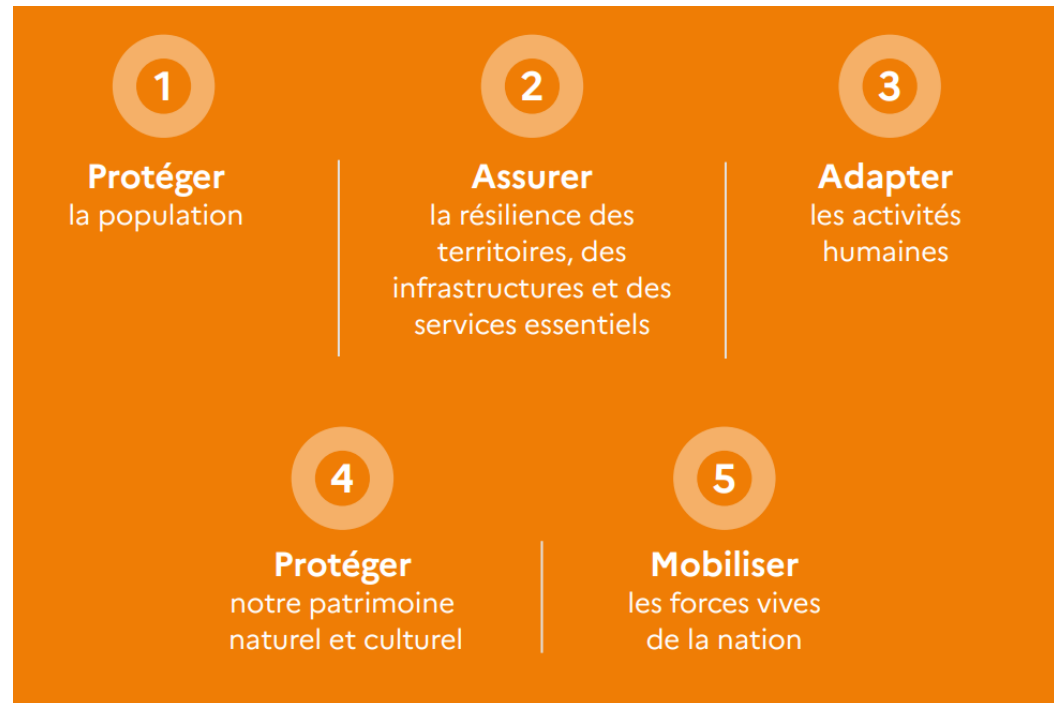 1
Protéger
la population
2
Assurer
la résilience des
territoires, des
infrastructures et des
services essentiels
3
Adapter
les activités
humaines
4
Protéger
notre patrimoine
naturel et culturel
5
Mobiliser
les forces vives
de la nation